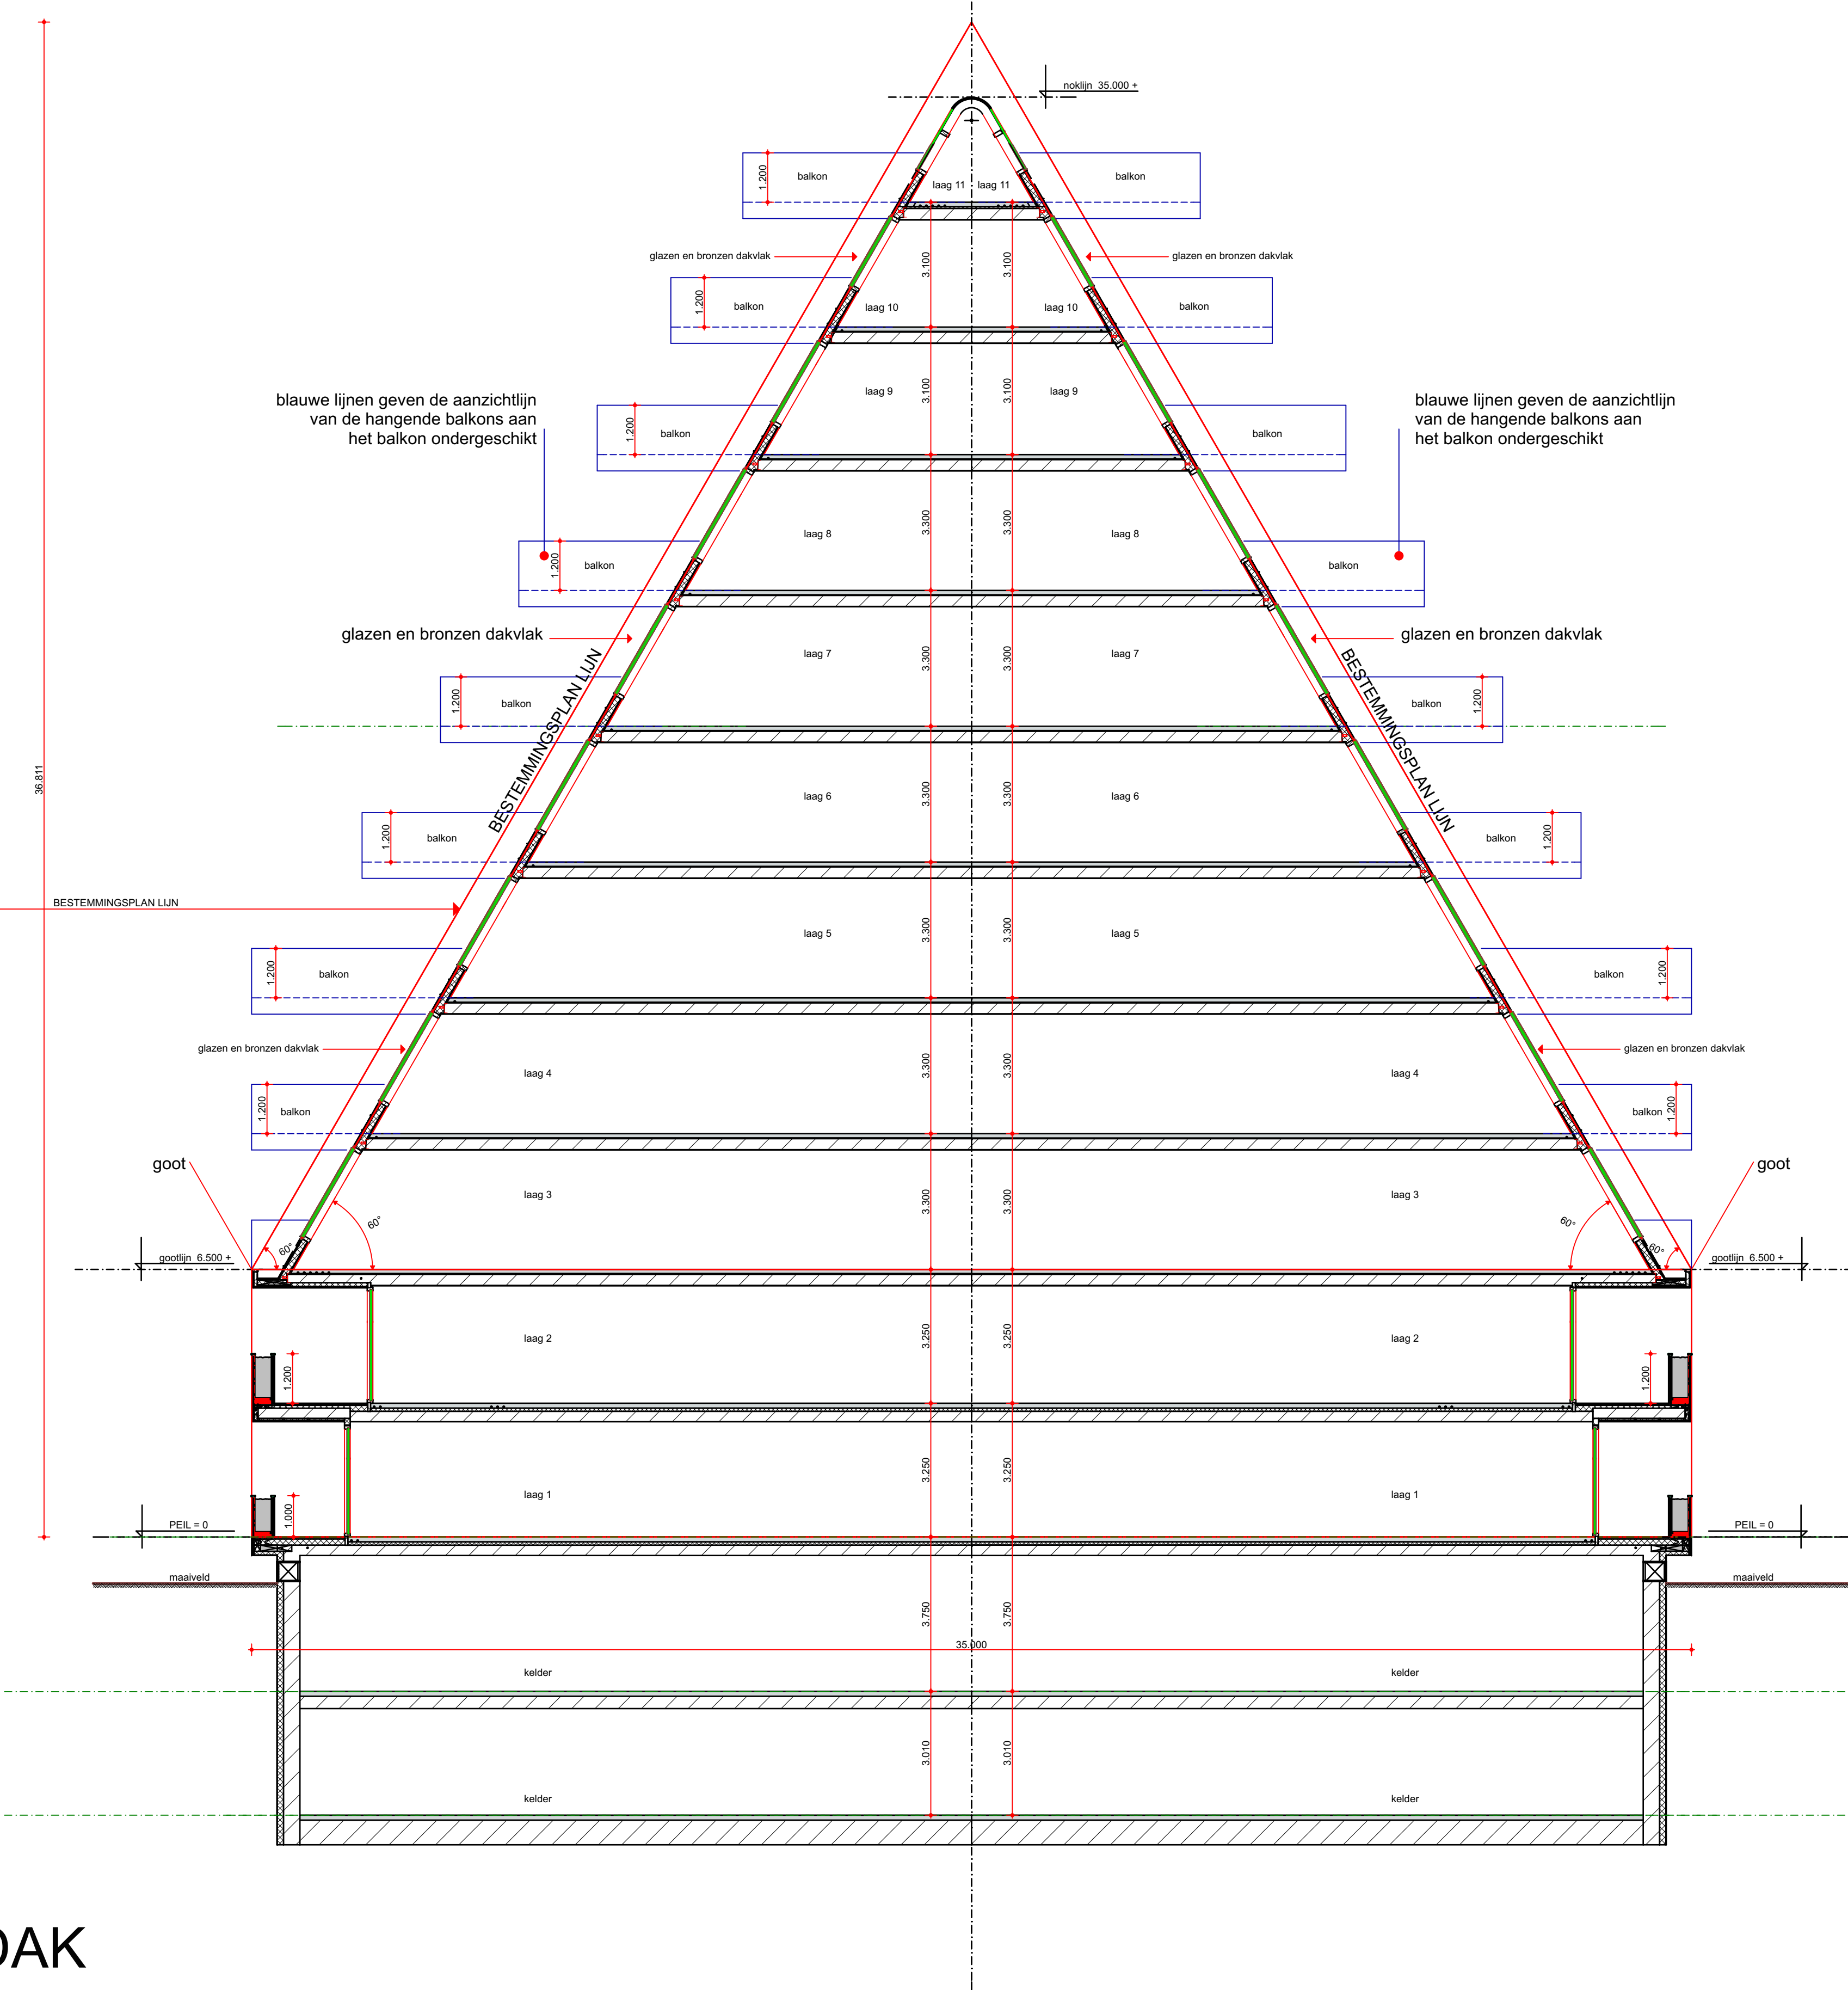 noklijn 35.000 +
1.200
balkon
laag 11
laag 11
balkon
glazen en bronzen dakvlak
3.100
3.100
glazen en bronzen dakvlak
1.200
balkon
laag 10
laag 10
balkon
blauwe lijnen geven de aanzichtlijn
van de hangende balkons aan
het balkon ondergeschikt
laag 9
3.100
3.100
laag 9
blauwe lijnen geven de aanzichtlijn
van de hangende balkons aan
het balkon ondergeschikt
1.200
balkon
balkon
laag 8
3.300
3.300
laag 8
1.200
balkon
balkon
glazen en bronzen dakvlak
laag 7
3.300
3.300
laag 7
glazen en bronzen dakvlak
BESTEMMINGSPLAN LIJN
BESTEMMINGSPLAN LIJN
1.200
balkon
balkon
1.200
36.811
laag 6
3.300
3.300
laag 6
1.200
balkon
balkon
1.200
BESTEMMINGSPLAN LIJN
laag 5
3.300
3.300
laag 5
1.200
balkon
balkon
1.200
glazen en bronzen dakvlak
laag 4
3.300
3.300
laag 4
glazen en bronzen dakvlak
1.200
balkon
balkon
1.200
goot
goot
laag 3
3.300
3.300
laag 3
60°
60°
60°
60°
gootlijn 6.500 +
gootlijn 6.500 +
laag 2
3.250
3.250
laag 2
1.200
1.200
laag 1
3.250
3.250
laag 1
1.000
PEIL = 0
PEIL = 0
maaiveld
maaiveld
3.750
3.750
35.000
kelder
kelder
3.010
3.010
kelder
kelder
DAK